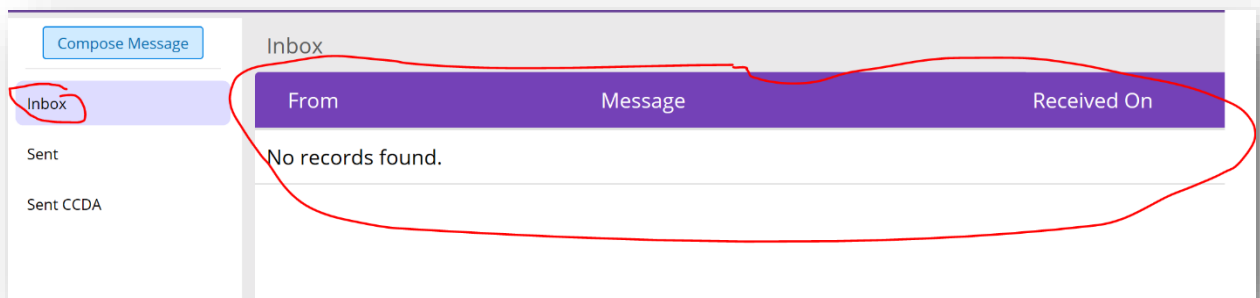 Compose Message
Inbox
Sent
Sent CCDA
Inbox
From Message Received On
No records found.